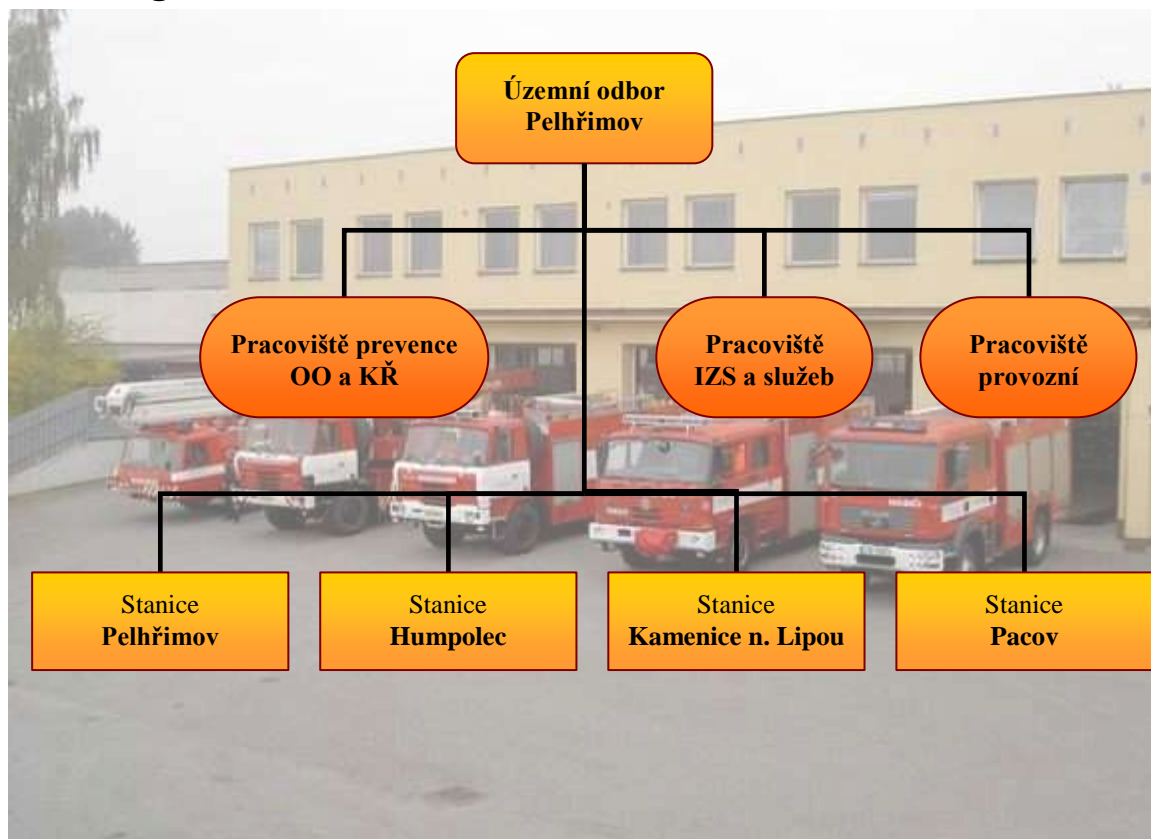 Územní odbor
Pelhřimov
Pracoviště prevence
OO a KŘ
Pracoviště
IZS a služeb
Pracoviště
provozní
Stanice
Pelhřimov
Stanice
Humpolec
Stanice
Kamenice n. Lipou
Stanice
Pacov